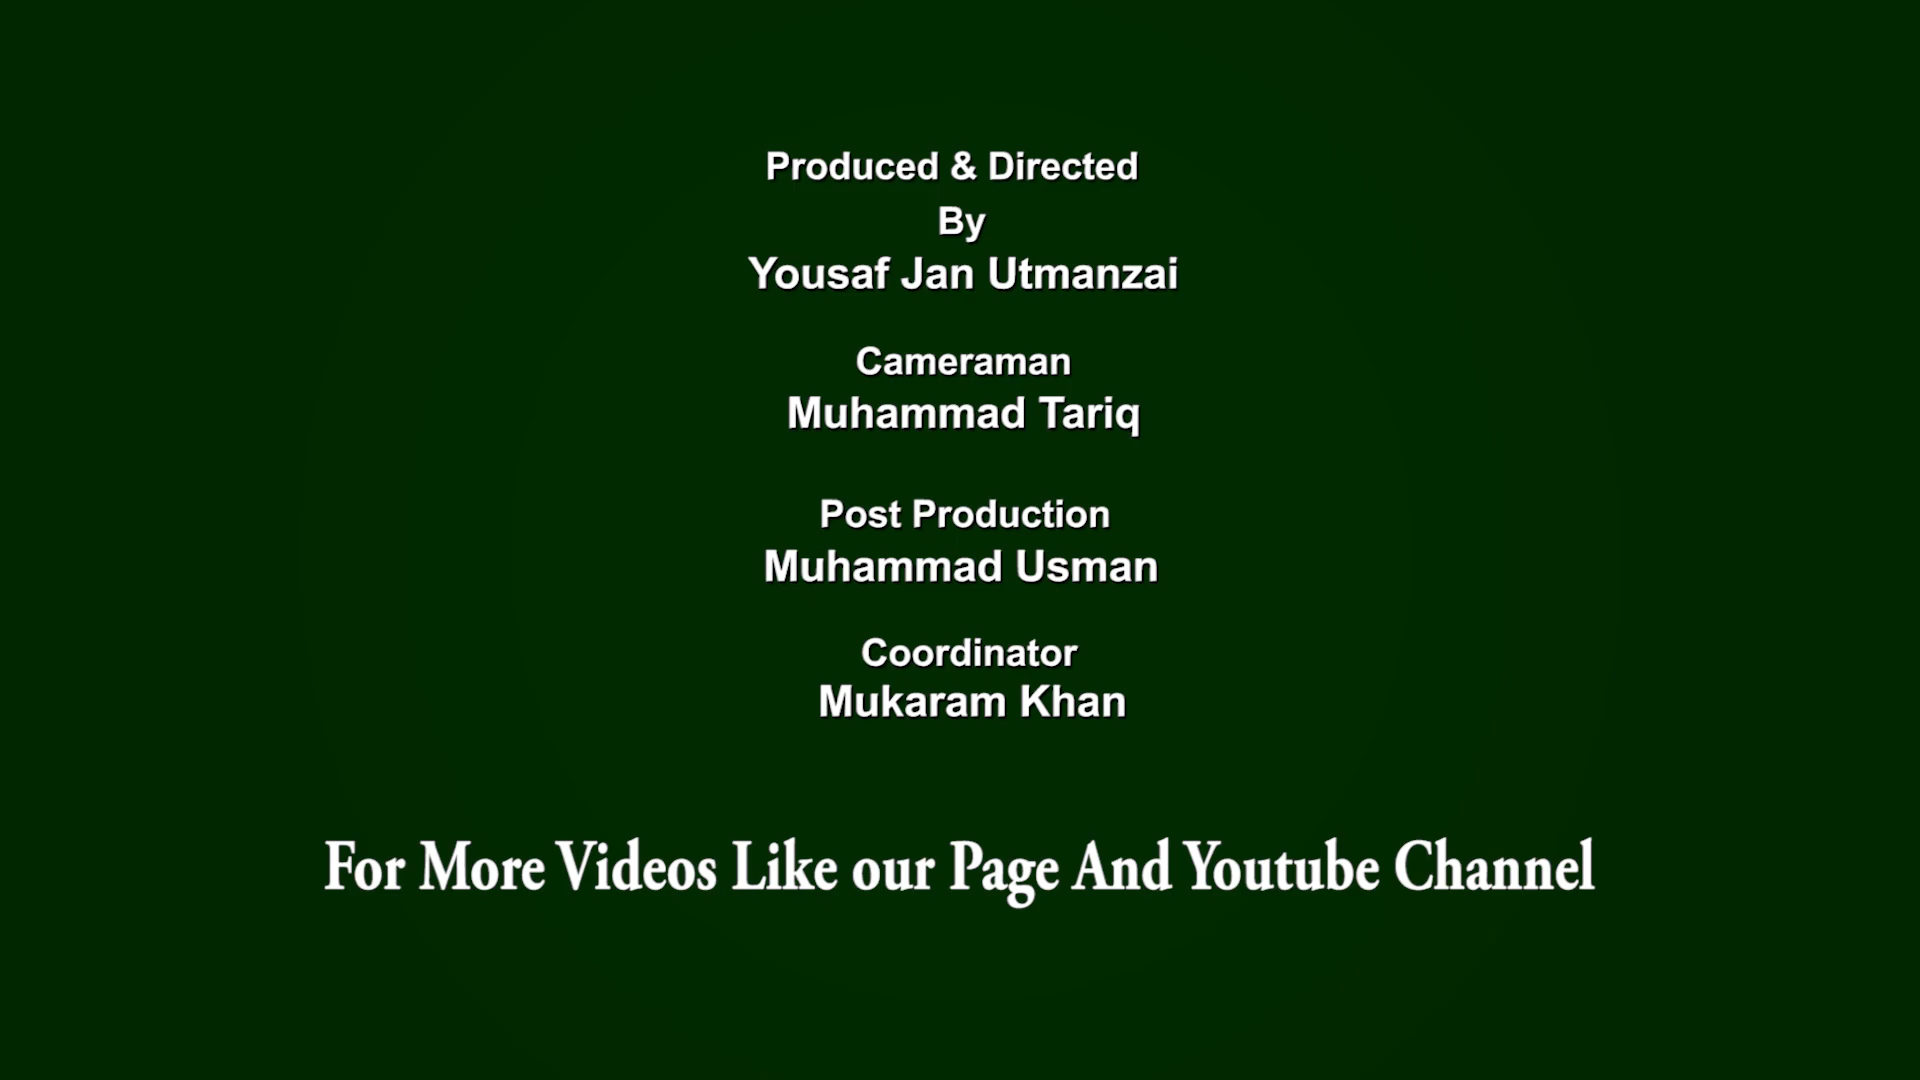 Produced & Directed
By
Yousaf Jan Utmanzai
Cameraman
Muhammad Tariq
Post Production
Muhammad Usman
Coordinator
Mukaram Khan
For More Videos Like our Page And Youtube Channel